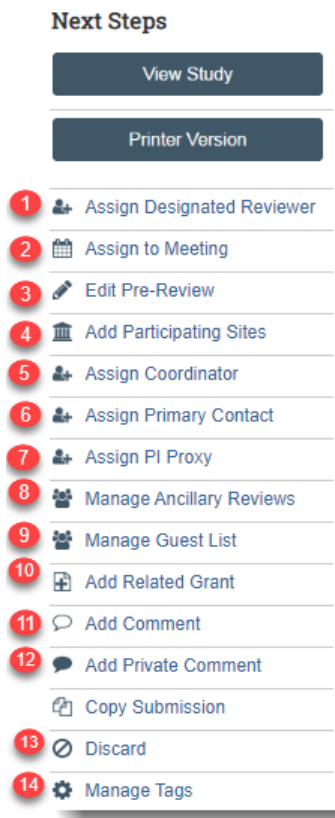 Next Steps
View Study
Printer Version
1 Assign Designated Reviewer
2 Assign to Meeting
3 Edit Pre-Review
4 Add Participating Sites
5 Assign Coordinator
6 Assign Primary Contact
7 Assign PI Proxy
8 Manage Ancillary Reviews
9 Manage Guest List
10 Add Related Grant
11 Add Comment
12 Add Private Comment
Copy Submission
13 Discard
14 Manage Tags